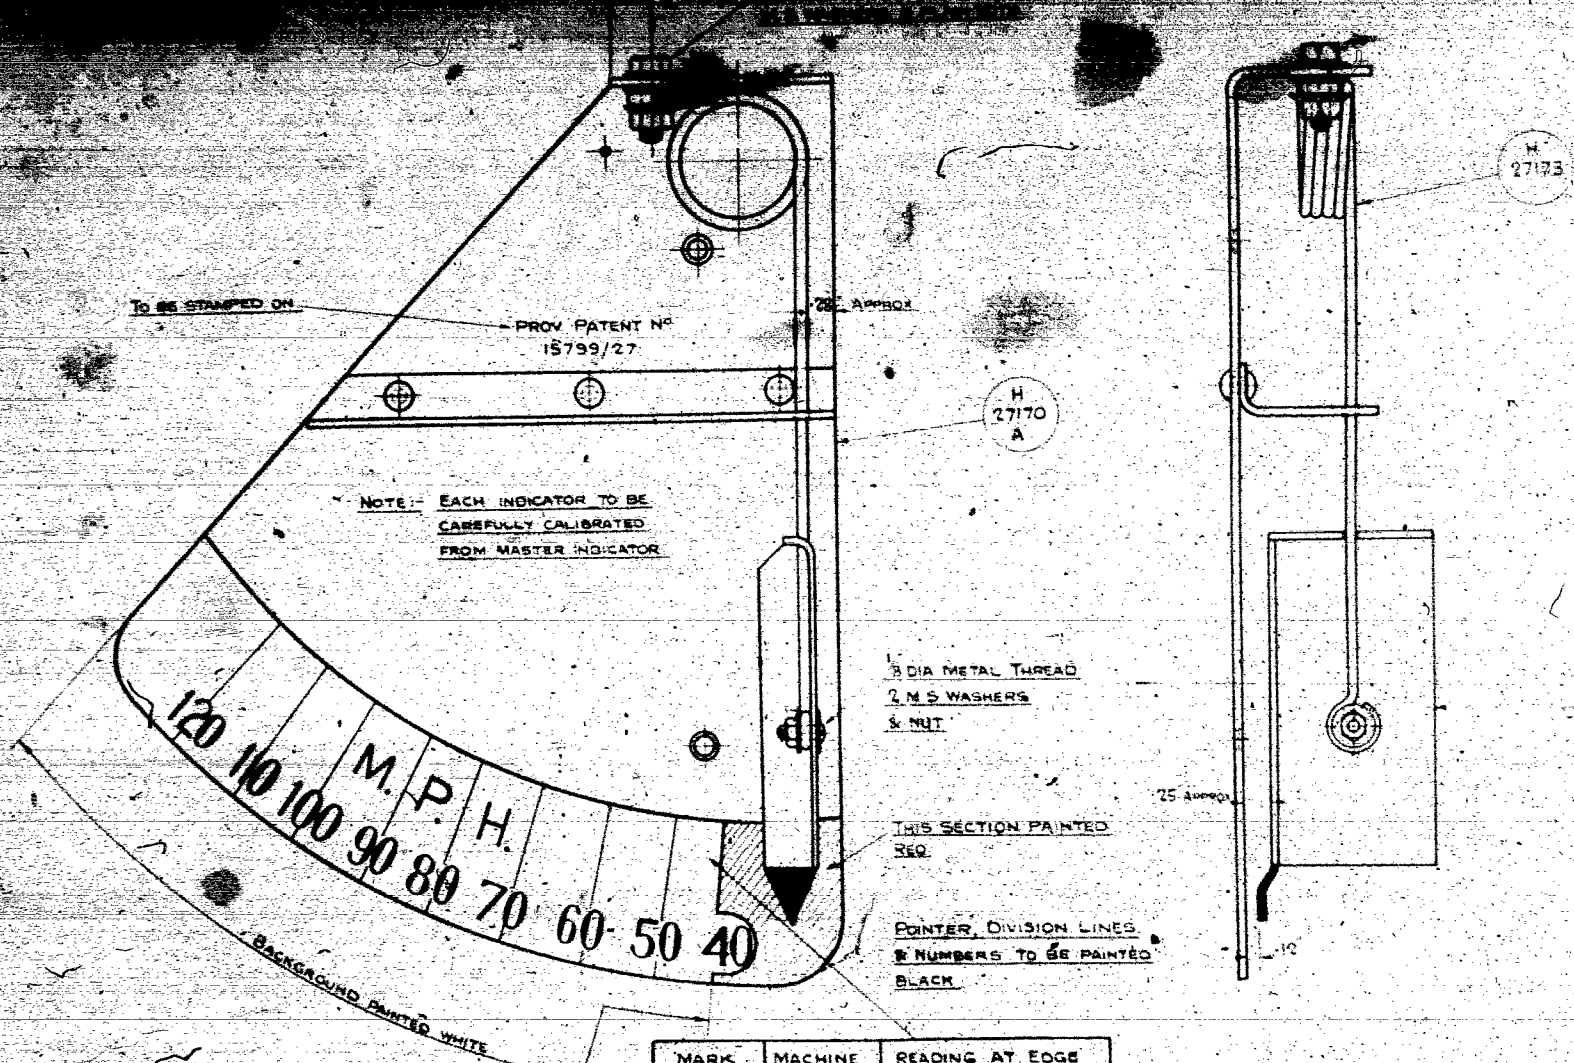 H
27173
TO BE STAMPED ON
PROV. PATENT Nº
15799/27
APPROX
H
27170
A
NOTE:- EACH INDICATOR TO BE
CAREFULLY CALIBRATED
FROM MASTER INDICATOR
⅛ DIA METAL THREAD
2 M S WASHERS
& NUT
.25 APPROX
THIS SECTION PAINTED
RED
POINTER, DIVISION LINES
& NUMBERS TO BE PAINTED
BLACK
M. P. H.
120 110 100 90 80 70 60 50 40
BACKGROUND PAINTED WHITE
MARK MACHINE READING AT EDGE